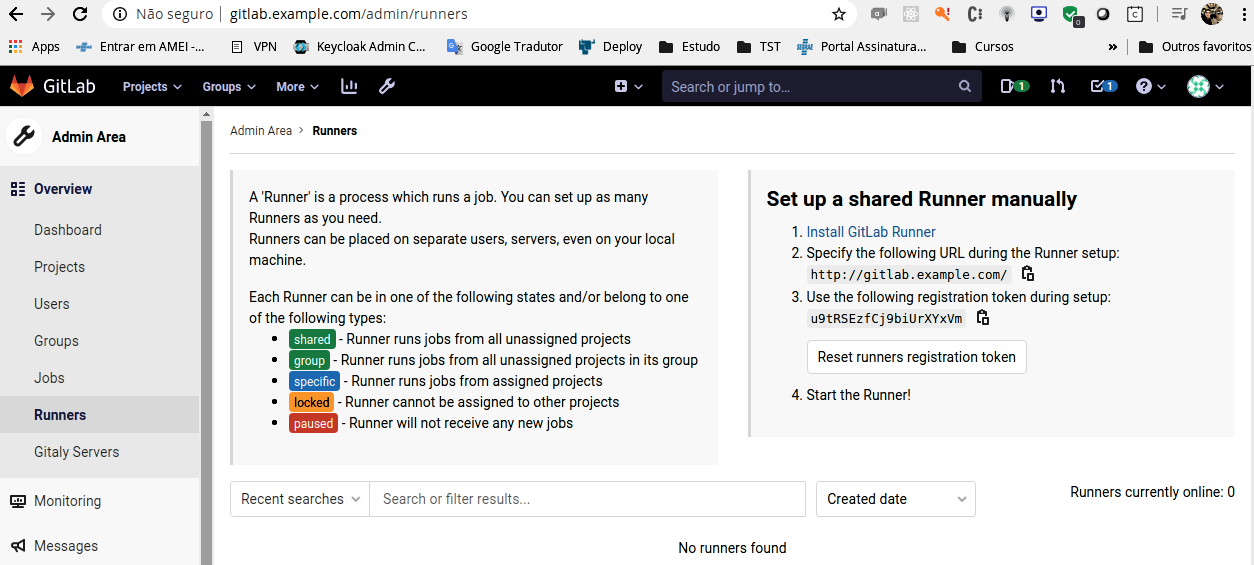 Não seguro | gitlab.example.com/admin/runners
Apps Entrar em AMEI -... VPN Keycloak Admin C... Google Tradutor Deploy Estudo TST Portal Assinatura... Cursos » Outros favoritos
GitLab Projects Groups More Search or jump to... 1 1
Admin Area
Overview
Dashboard
Projects
Users
Groups
Jobs
Runners
Gitaly Servers
Monitoring
Messages
Admin Area > Runners
A 'Runner' is a process which runs a job. You can set up as many
Runners as you need.
Runners can be placed on separate users, servers, even on your local
machine.
Each Runner can be in one of the following states and/or belong to one
of the following types:
• shared - Runner runs jobs from all unassigned projects
• group - Runner runs jobs from all unassigned projects in its group
• specific - Runner runs jobs from assigned projects
• locked - Runner cannot be assigned to other projects
• paused - Runner will not receive any new jobs
Set up a shared Runner manually
1. Install GitLab Runner
2. Specify the following URL during the Runner setup:
http://gitlab.example.com/
3. Use the following registration token during setup:
u9tRSEzfCj9biUrXYxVm
Reset runners registration token
4. Start the Runner!
Recent searches Search or filter results... Created date Runners currently online: 0
No runners found